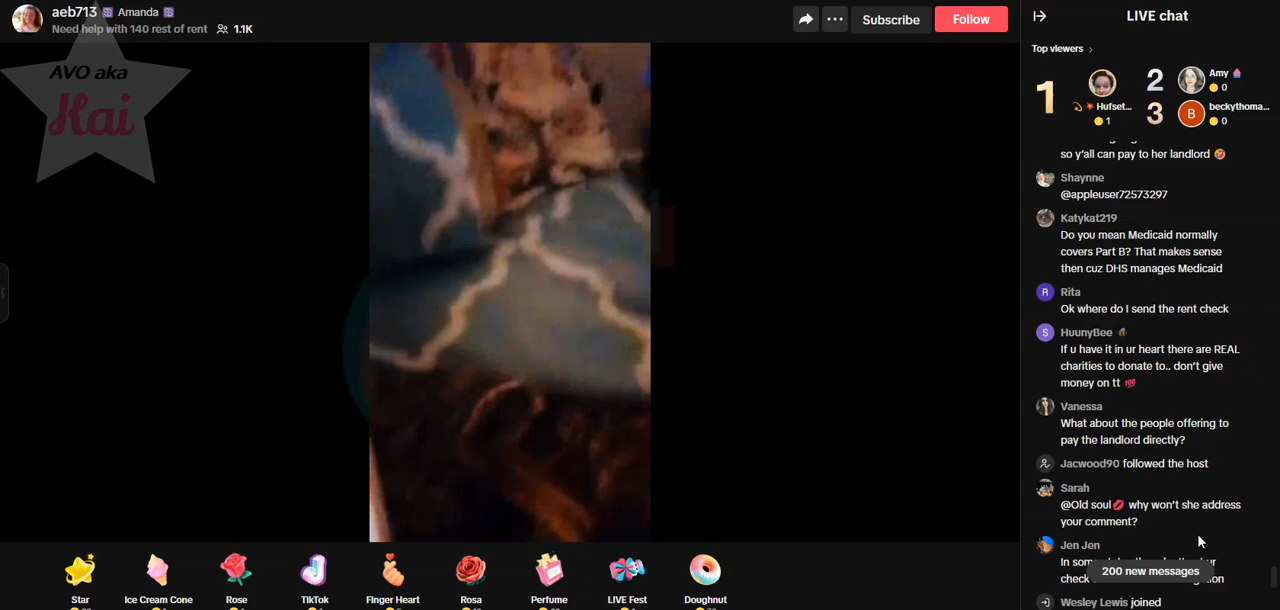 aeb713 Amanda
Need help with 140 rest of rent 1.1K
Subscribe
Follow
AVO aka
Kai
LIVE chat
Top viewers
1
Hufset...
1
2
Amy
0
3
B
beckythoma...
0
so y'all can pay to her landlord
Shaynne
@appleuser72573297
Katykat219
Do you mean Medicaid normally
covers Part B? That makes sense
then cuz DHS manages Medicaid
R
Rita
Ok where do I send the rent check
S
HuunyBee
If u have it in ur heart there are REAL
charities to donate to.. don't give
money on tt 💯
Vanessa
What about the people offering to
pay the landlord directly?
Jacwood90 followed the host
Sarah
@Old soul💋 why won't she address
your comment?
Jen Jen
200 new messages
Wesley Lewis joined
Star
Ice Cream Cone
Rose
TikTok
Finger Heart
Rosa
Perfume
LIVE Fest
Doughnut